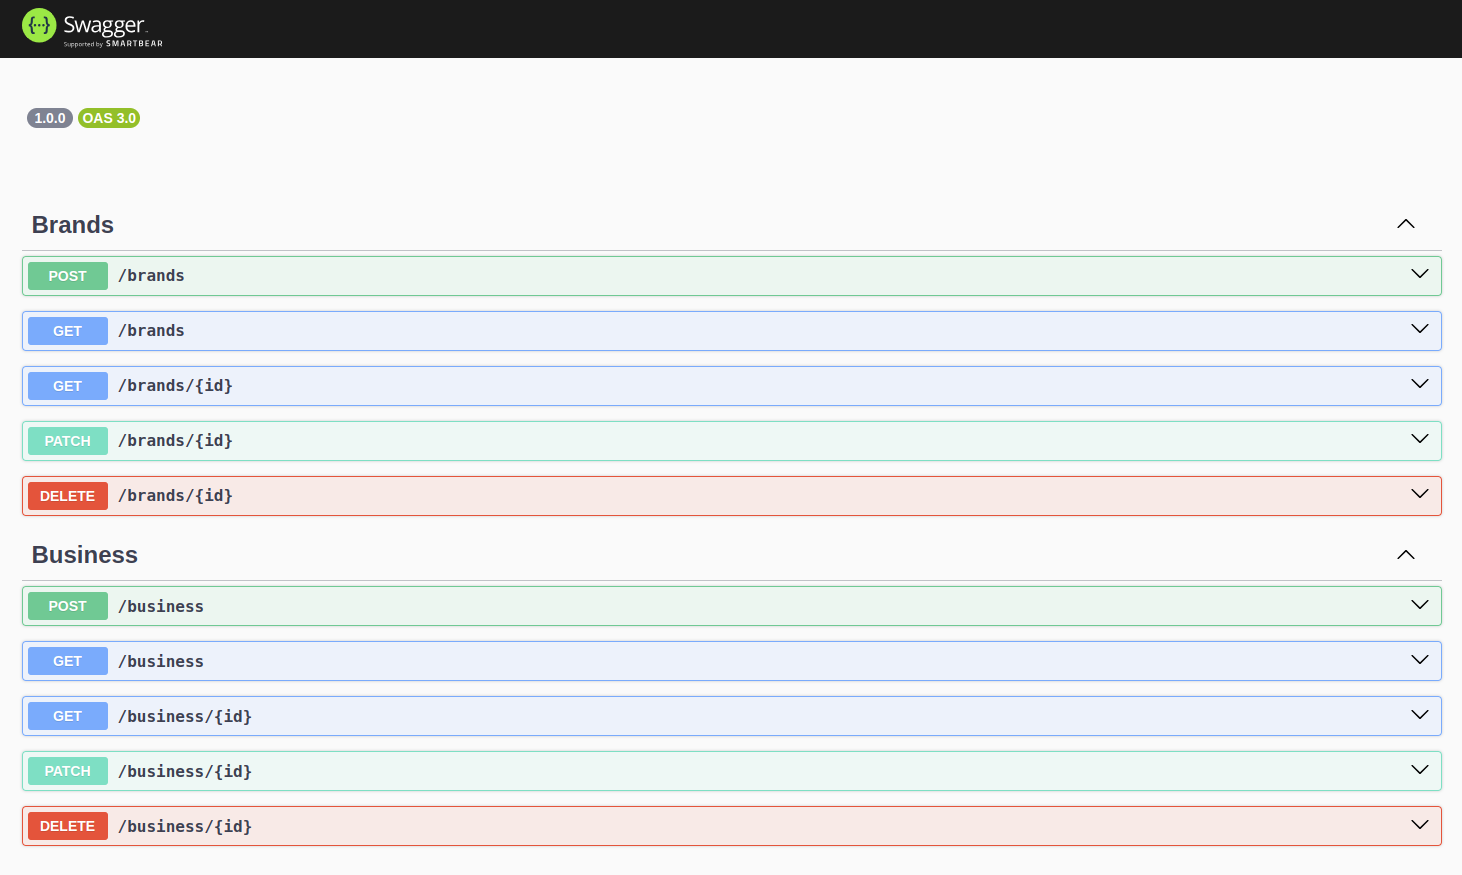 {...} Swagger
Supported by SMARTBEAR
1.0.0 OAS 3.0
Brands
POST /brands
GET /brands
GET /brands/{id}
PATCH /brands/{id}
DELETE /brands/{id}
Business
POST /business
GET /business
GET /business/{id}
PATCH /business/{id}
DELETE /business/{id}